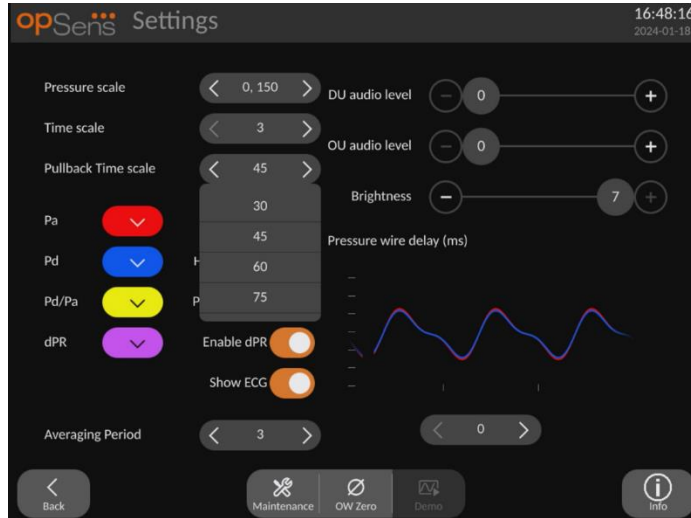 opSens Settings
16:48:16
2024-01-18
Pressure scale 0, 150
DU audio level 0
Time scale 3
OU audio level 0
Pullback Time scale 45
30
45
60
75
Brightness 7
Pressure wire delay (ms)
Pa
Pd
H
Pd/Pa
P
dPR
Enable dPR
Show ECG
Averaging Period 3
0
Back
Maintenance
OW Zero
Demo
Info